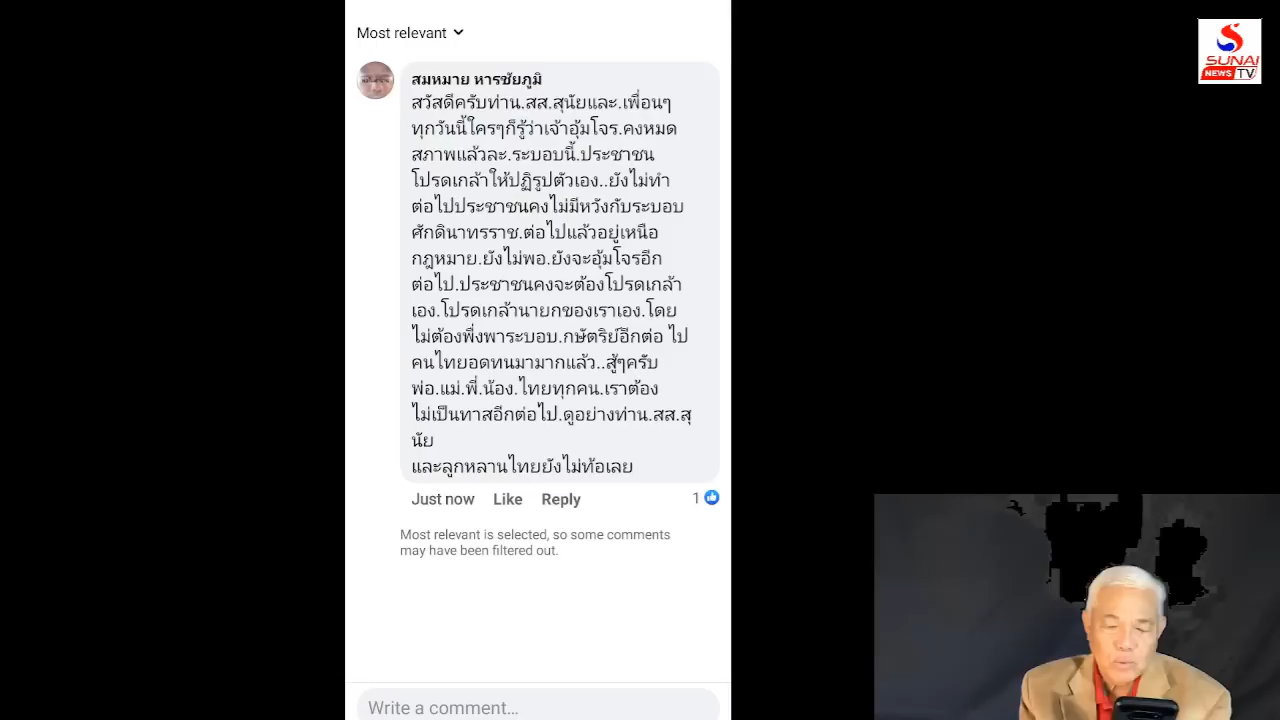 Most relevant
SUNAI
NEWS TV
สมหมาย หารชัยภูมิ
สวัสดีครับท่าน.สส.สุนัยและ.เพื่อนๆ
ทุกวันนี้ใครๆก็รู้ว่าเจ้าอุ้มโจร.คงหมด
สภาพแล้วละ.ระบอบนี้.ประชาชน
โปรดเกล้าให้ปฏิรูปตัวเอง..ยังไม่ทำ
ต่อไปประชาชนคงไม่มีหวังกับระบอบ
ศักดินาทรราช.ต่อไปแล้วอยู่เหนือ
กฎหมาย.ยังไม่พอ.ยังจะอุ้มโจรอีก
ต่อไป.ประชาชนคงจะต้องโปรดเกล้า
เอง.โปรดเกล้านายกของเราเอง.โดย
ไม่ต้องพึ่งพาระบอบ.กษัตริย์อีกต่อ ไป
คนไทยอดทนมามากแล้ว..สู้ๆครับ
พ่อ.แม่.พี่.น้อง.ไทยทุกคน.เราต้อง
ไม่เป็นทาสอีกต่อไป.ดูอย่างท่าน.สส.สุ
นัย
และลูกหลานไทยยังไม่ท้อเลย
Just now Like Reply 1
Most relevant is selected, so some comments
may have been filtered out.
Write a comment...